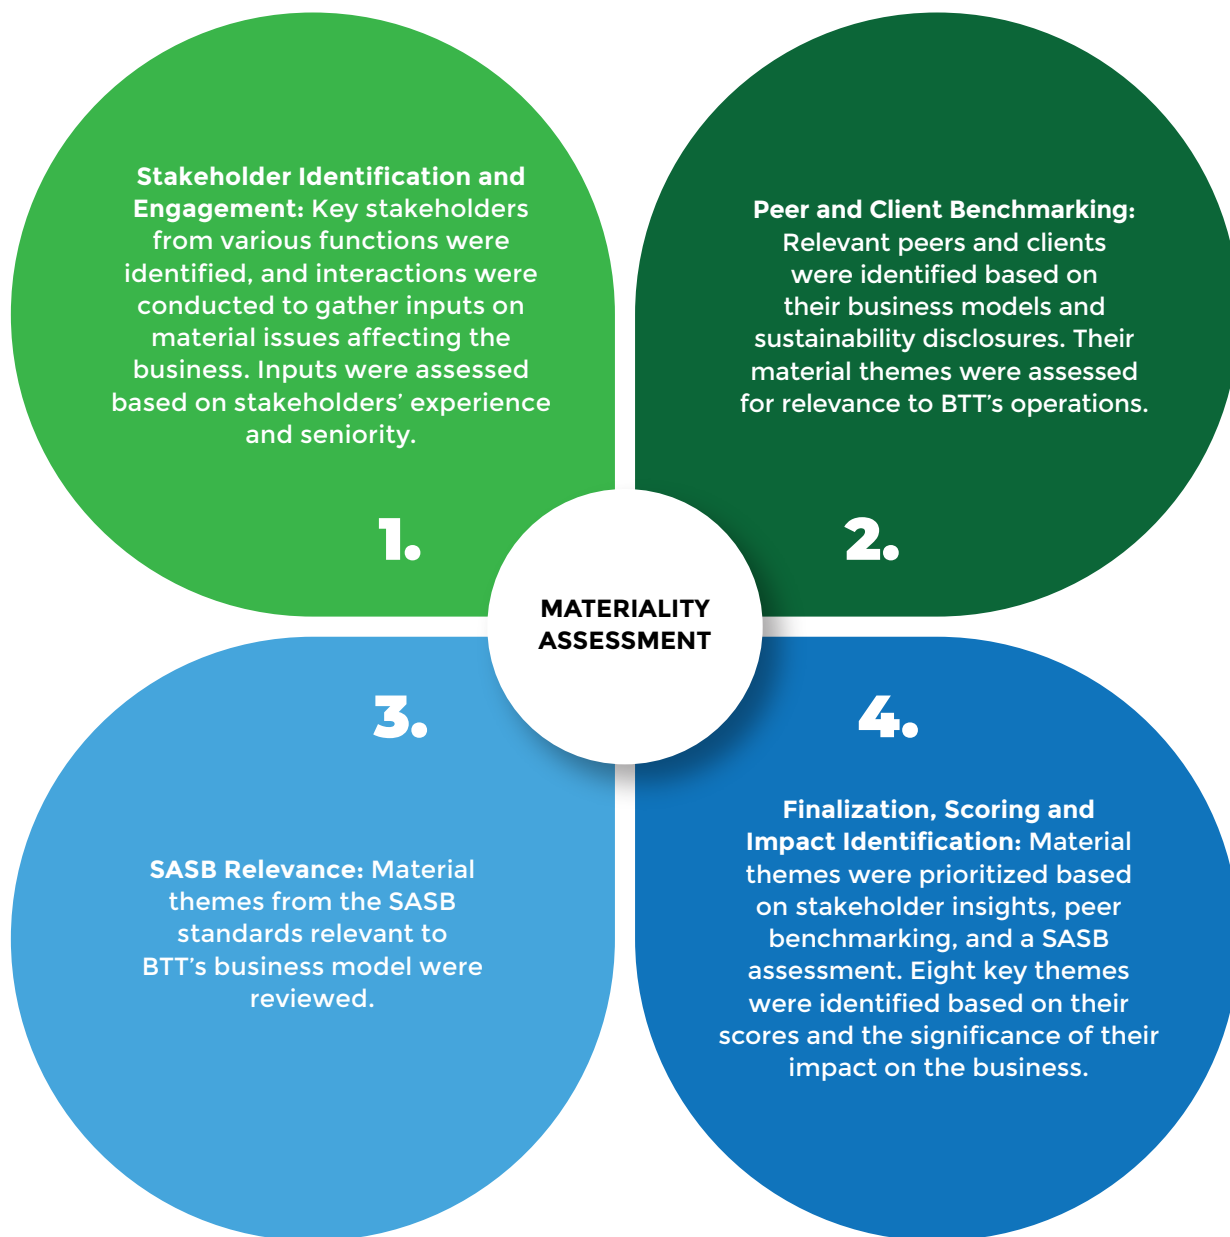 Stakeholder Identification and
Engagement: Key stakeholders
from various functions were
identified, and interactions were
conducted to gather inputs on
material issues affecting the
business. Inputs were assessed
based on stakeholders’ experience
and seniority.
1.
Peer and Client Benchmarking:
Relevant peers and clients
were identified based on
their business models and
sustainability disclosures. Their
material themes were assessed
for relevance to BTT’s operations.
2.
MATERIALITY
ASSESSMENT
3.
SASB Relevance: Material
themes from the SASB
standards relevant to
BTT’s business model were
reviewed.
4.
Finalization, Scoring and
Impact Identification: Material
themes were prioritized based
on stakeholder insights, peer
benchmarking, and a SASB
assessment. Eight key themes
were identified based on their
scores and the significance of their
impact on the business.